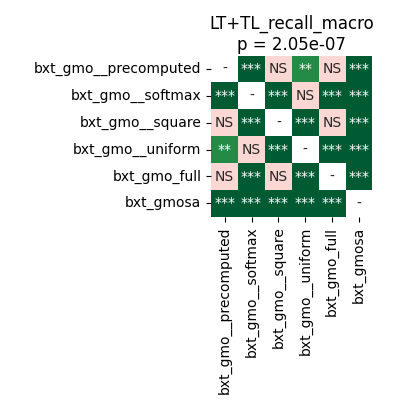 LT+TL_recall_macro
p = 2.05e-07
bxt_gmo__precomputed - *** NS ** NS ***
bxt_gmo__softmax *** - *** NS *** ***
bxt_gmo__square NS *** - *** NS ***
bxt_gmo__uniform ** NS *** - *** ***
bxt_gmo_full NS *** NS *** - ***
bxt_gmosa *** *** *** *** *** -
bxt_gmo__precomputed
bxt_gmo__softmax
bxt_gmo__square
bxt_gmo__uniform
bxt_gmo_full
bxt_gmosa